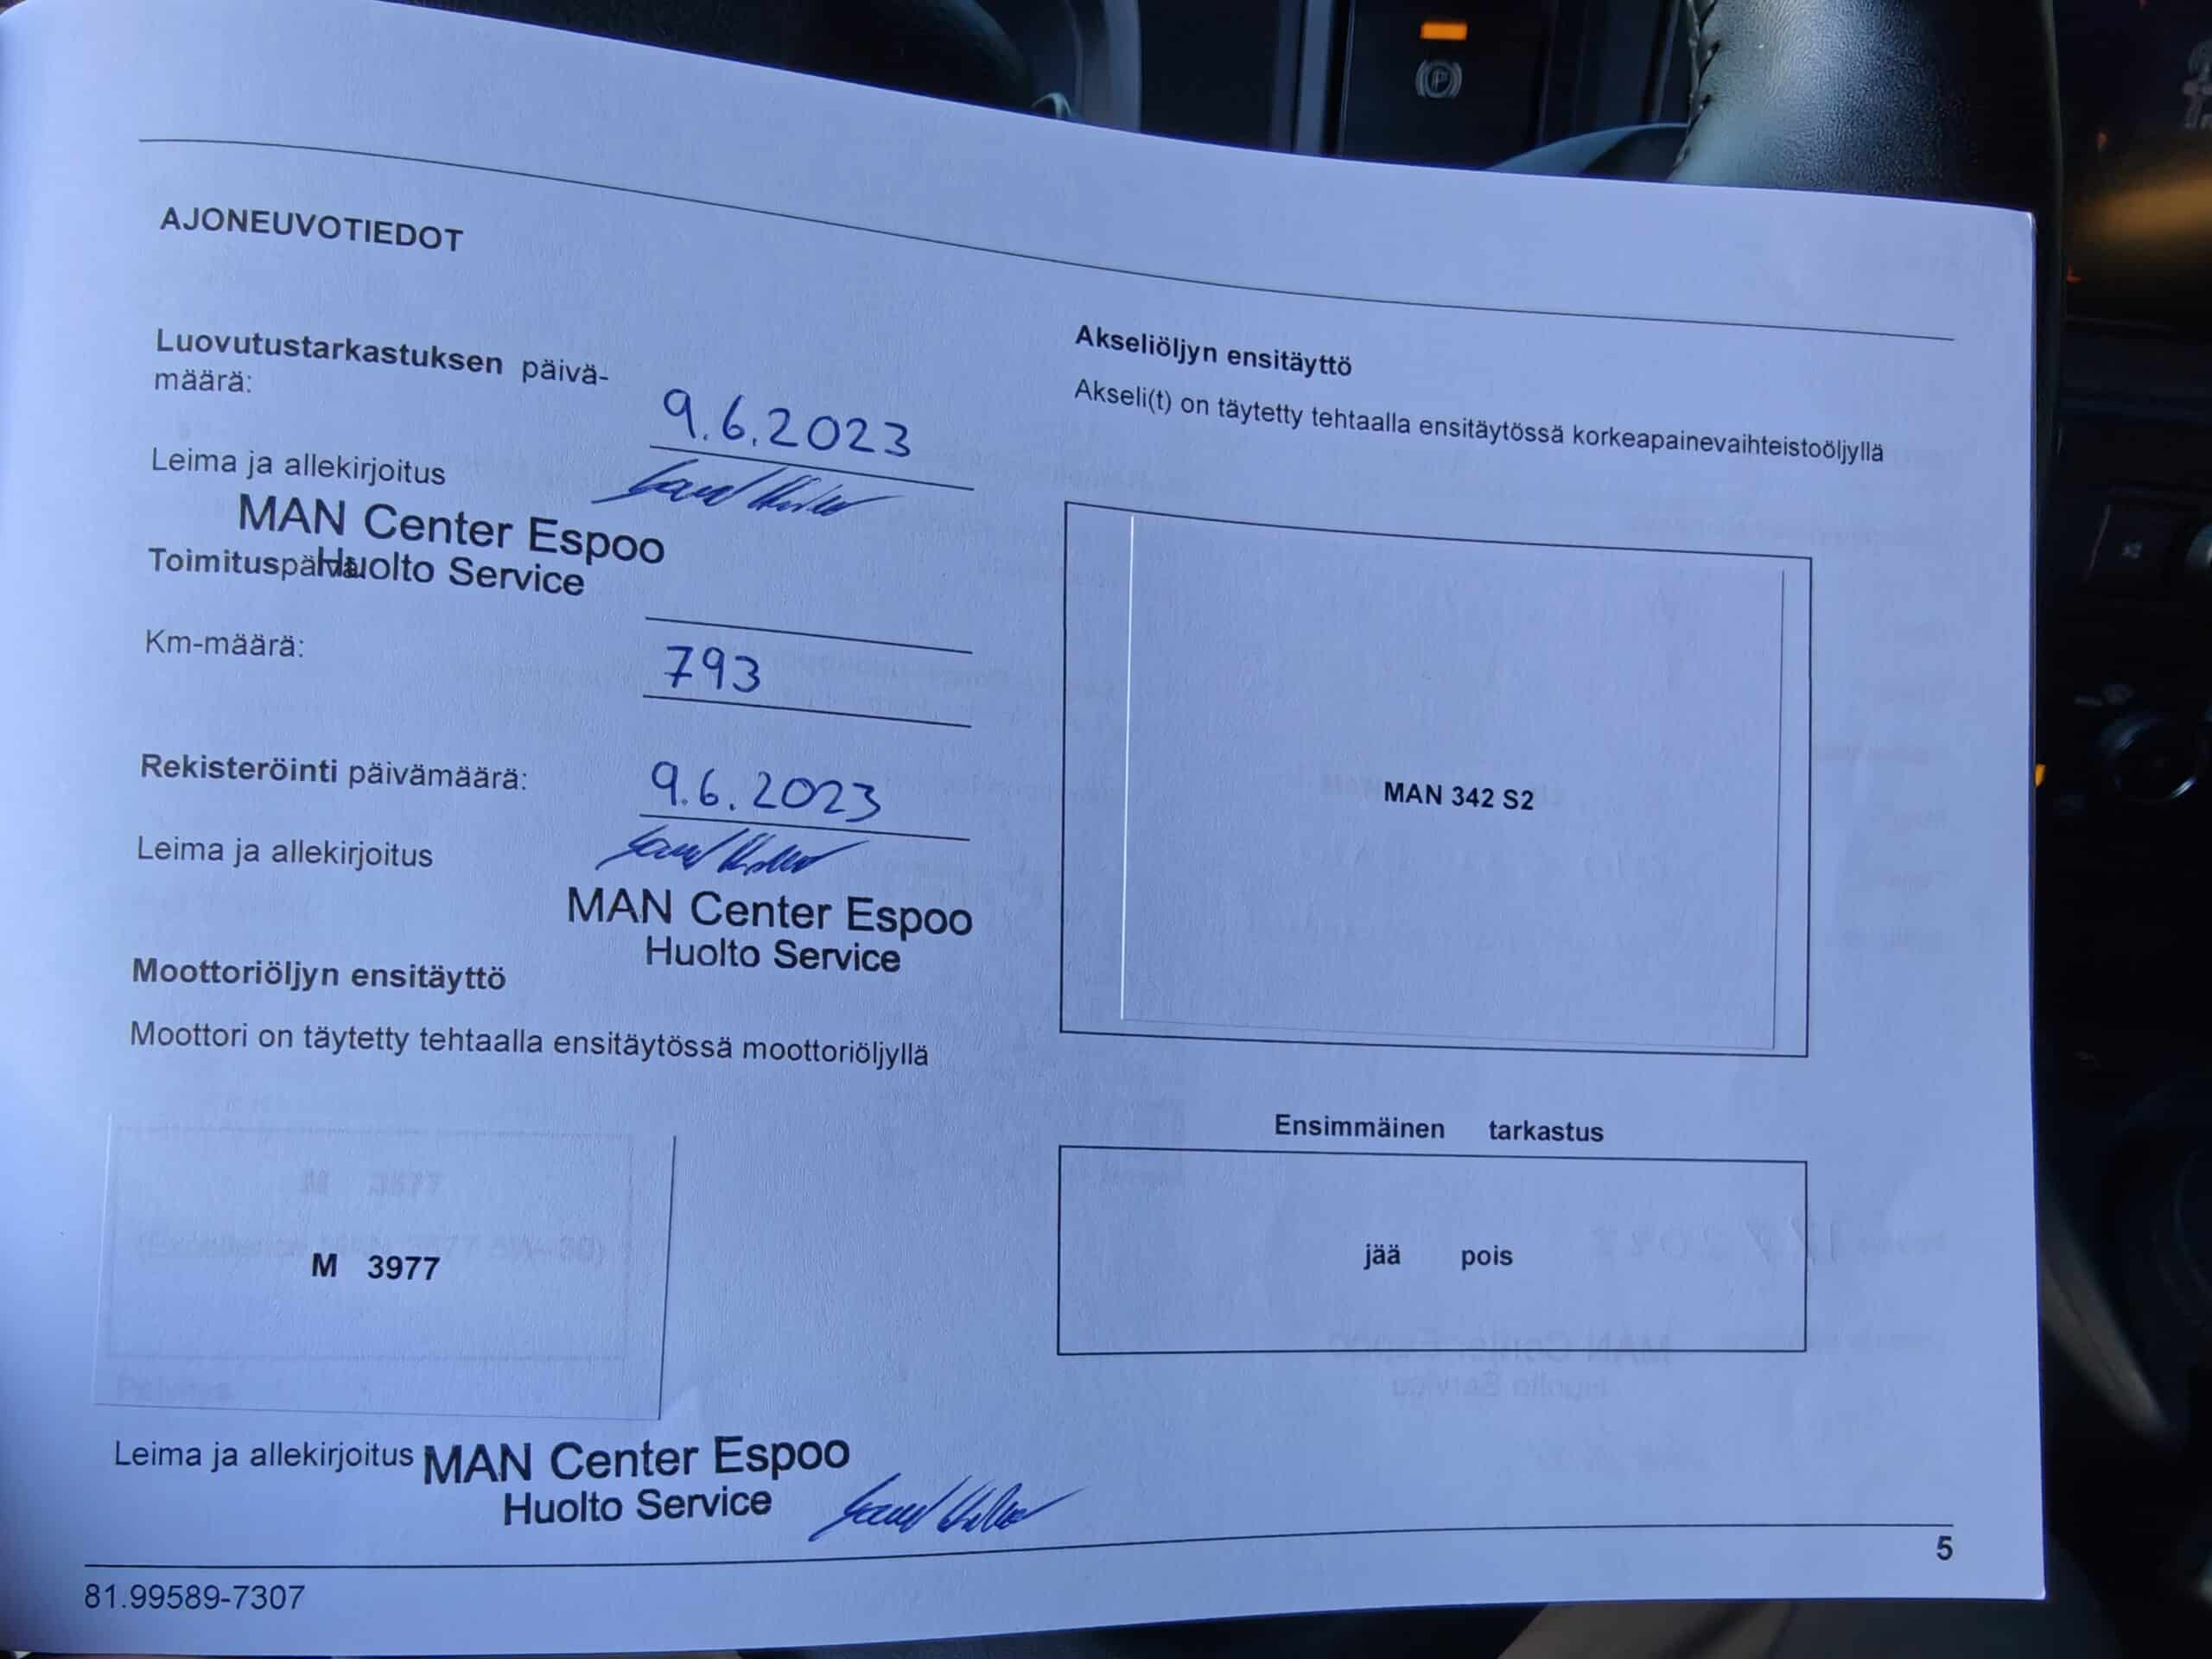 AJONEUVOTIEDOT
Luovutustarkastuksen päivä-
määrä:
9.6.2023
Leima ja allekirjoitus
MAN Center Espoo
Huolto Service
Km-määrä:
793
Rekisteröinti päivämäärä:
9.6.2023
Leima ja allekirjoitus
MAN Center Espoo
Huolto Service
Moottoriöljyn ensitäyttö
Moottori on täytetty tehtaalla ensitäytössä moottoriöljyllä
M 3977
Leima ja allekirjoitus
MAN Center Espoo
Huolto Service
Akseliöljyn ensitäyttö
Akseli(t) on täytetty tehtaalla ensitäytössä korkeapainevaihteistoöljyllä
MAN 342 S2
Ensimmäinen tarkastus
jää pois
5
81.99589-7307